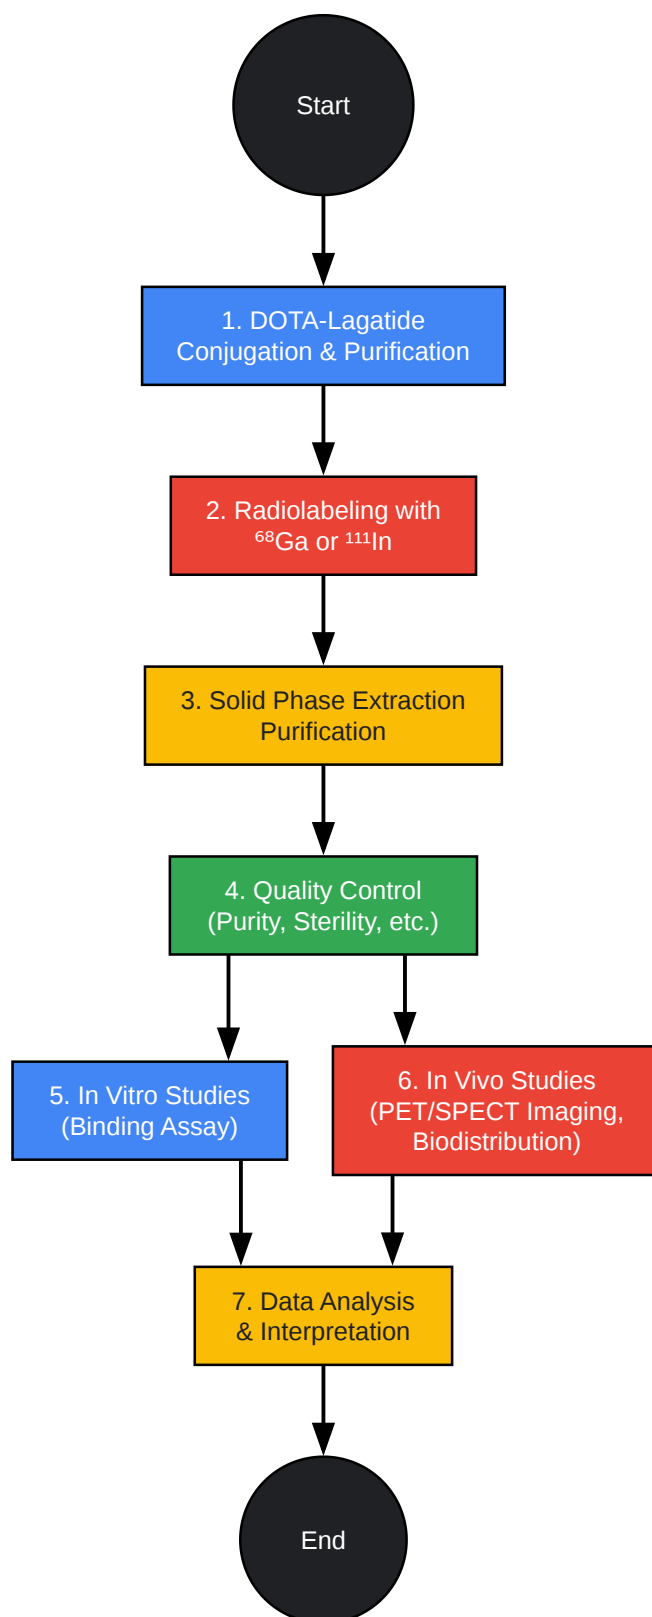 Start
1. DOTA-Lagatide
Conjugation & Purification
2. Radiolabeling with
⁶⁸Ga or ¹¹¹In
3. Solid Phase Extraction
Purification
4. Quality Control
(Purity, Sterility, etc.)
5. In Vitro Studies
(Binding Assay)
6. In Vivo Studies
(PET/SPECT Imaging,
Biodistribution)
7. Data Analysis
& Interpretation
End